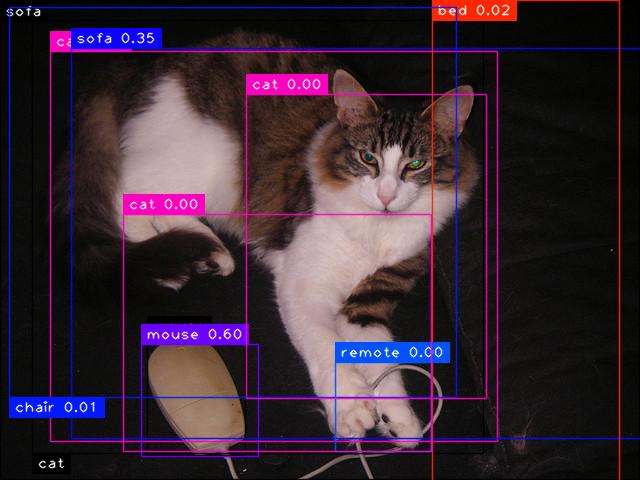 sofa
bed 0.02
ca
sofa 0.35
cat 0.00
cat 0.00
mouse 0.60
remote 0.00
chair 0.01
cat